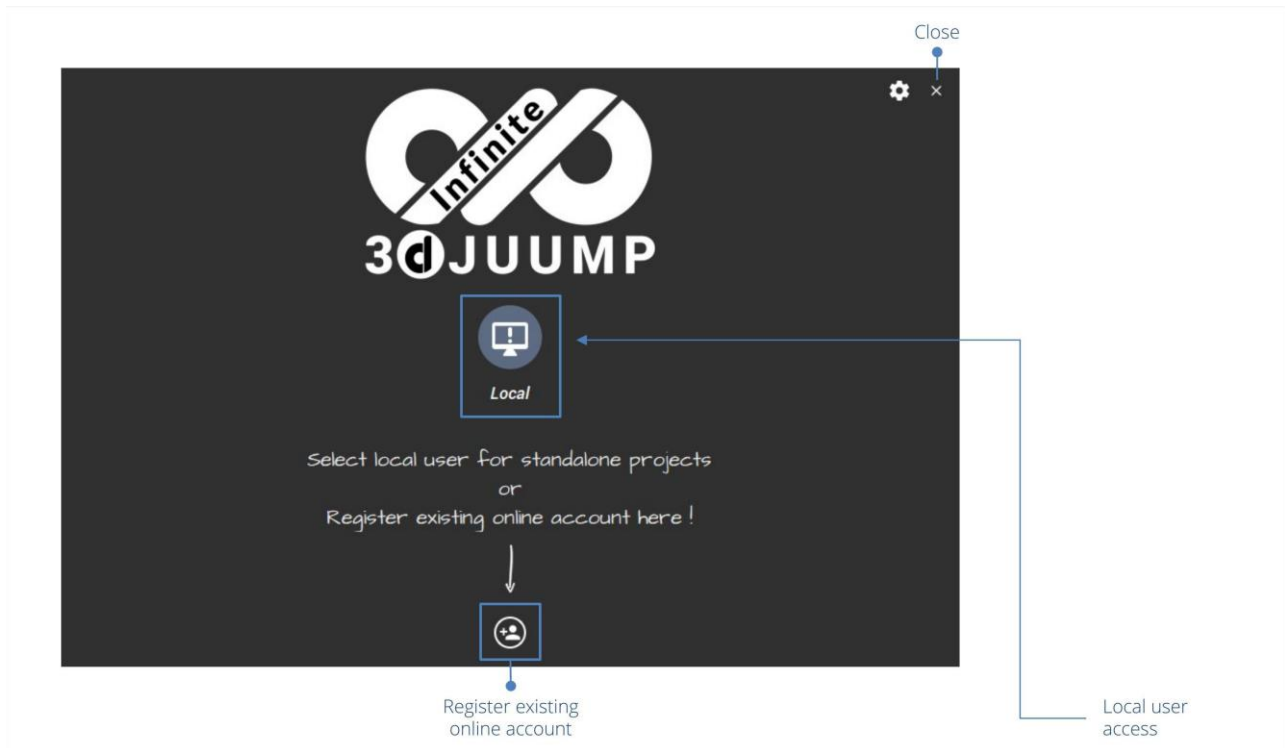 Close
Infinite
3dJUUMP
Local
Select local user for standalone projects
or
Register existing online account here !
Register existing
online account
Local user
access